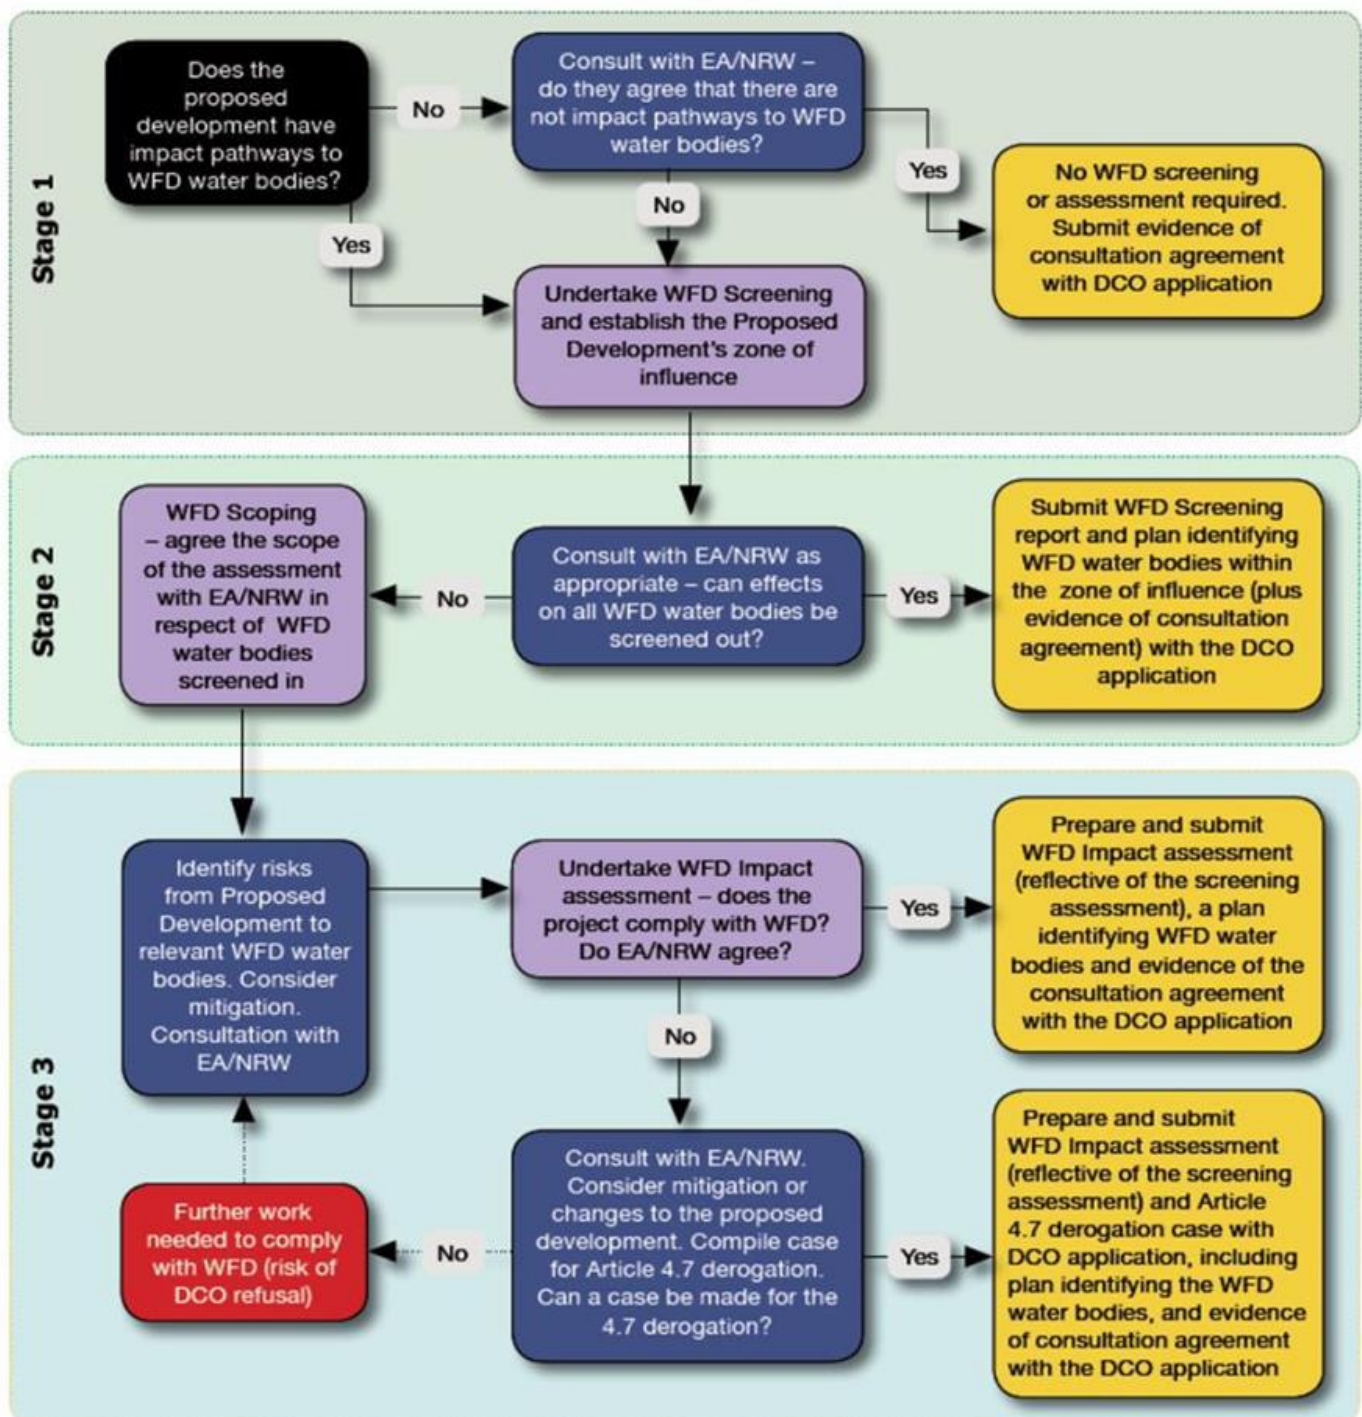 Stage 1
Does the
proposed
development have
impact pathways to
WFD water bodies?
No
Consult with EA/NRW –
do they agree that there are
not impact pathways to WFD
water bodies?
Yes
No WFD screening
or assessment required.
Submit evidence of
consultation agreement
with DCO application
No
Yes
Undertake WFD Screening
and establish the Proposed
Development's zone of
influence
Stage 2
WFD Scoping
– agree the scope
of the assessment
with EA/NRW in
respect of WFD
water bodies
screened in
No
Consult with EA/NRW as
appropriate – can effects
on all WFD water bodies be
screened out?
Yes
Submit WFD Screening
report and plan identifying
WFD water bodies within
the zone of influence (plus
evidence of consultation
agreement) with the DCO
application
Stage 3
Identify risks
from Proposed
Development to
relevant WFD water
bodies. Consider
mitigation.
Consultation with
EA/NRW
Undertake WFD Impact
assessment – does the
project comply with WFD?
Do EA/NRW agree?
Yes
Prepare and submit
WFD Impact assessment
(reflective of the screening
assessment), a plan
identifying WFD water
bodies and evidence of the
consultation agreement
with the DCO application
No
Further work
needed to comply
with WFD (risk of
DCO refusal)
No
Consult with EA/NRW.
Consider mitigation or
changes to the proposed
development. Compile case
for Article 4.7 derogation.
Can a case be made for the
4.7 derogation?
Yes
Prepare and submit
WFD Impact assessment
(reflective of the screening
assessment) and Article
4.7 derogation case with
DCO application, including
plan identifying the WFD
water bodies, and evidence
of consultation agreement
with the DCO application